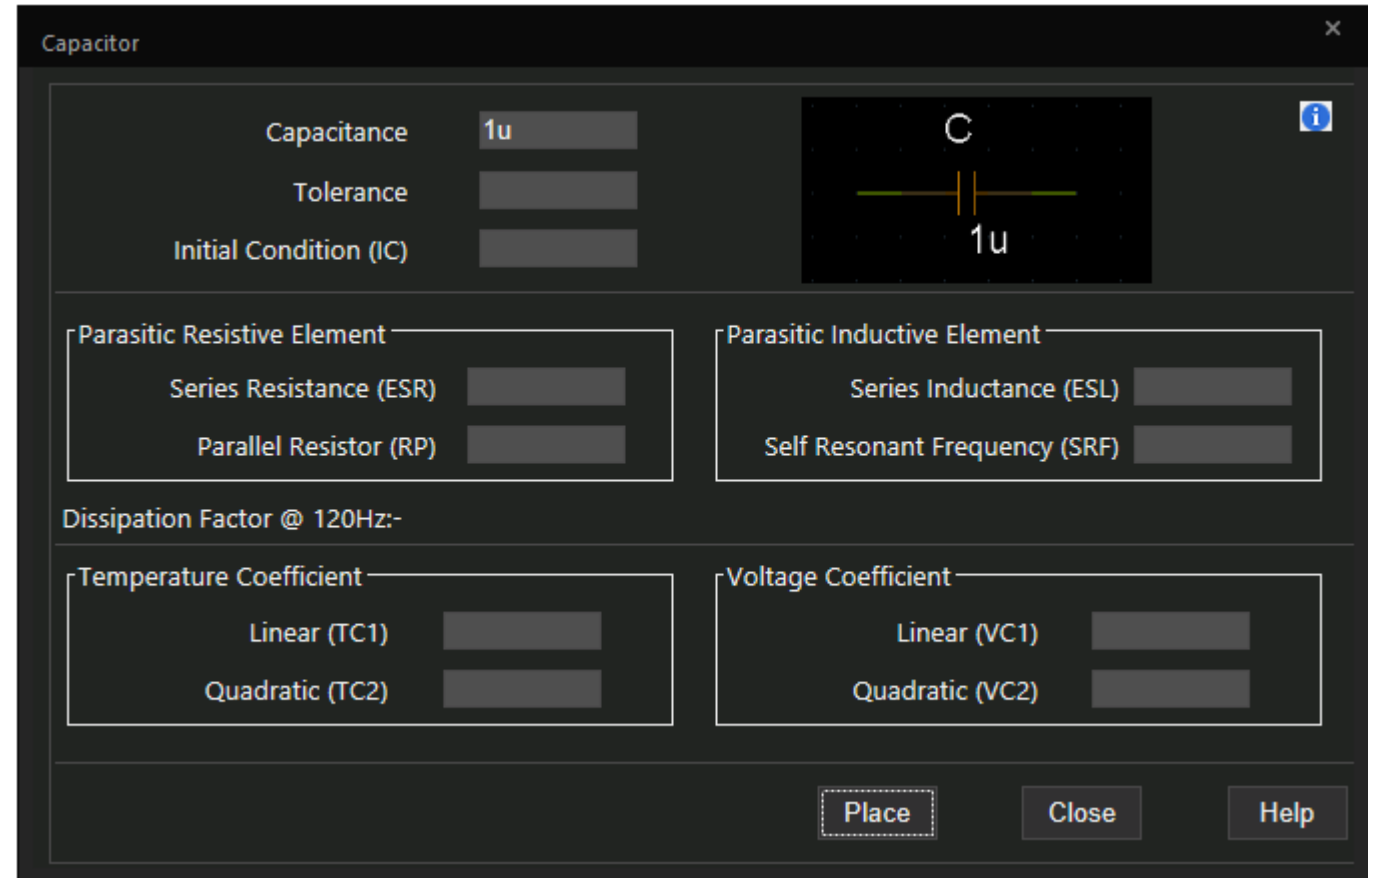 Capacitor
×
Capacitance 1u
Tolerance
Initial Condition (IC)
C
1u
i
Parasitic Resistive Element
Series Resistance (ESR)
Parallel Resistor (RP)
Parasitic Inductive Element
Series Inductance (ESL)
Self Resonant Frequency (SRF)
Dissipation Factor @ 120Hz:-
Temperature Coefficient
Linear (TC1)
Quadratic (TC2)
Voltage Coefficient
Linear (VC1)
Quadratic (VC2)
Place Close Help